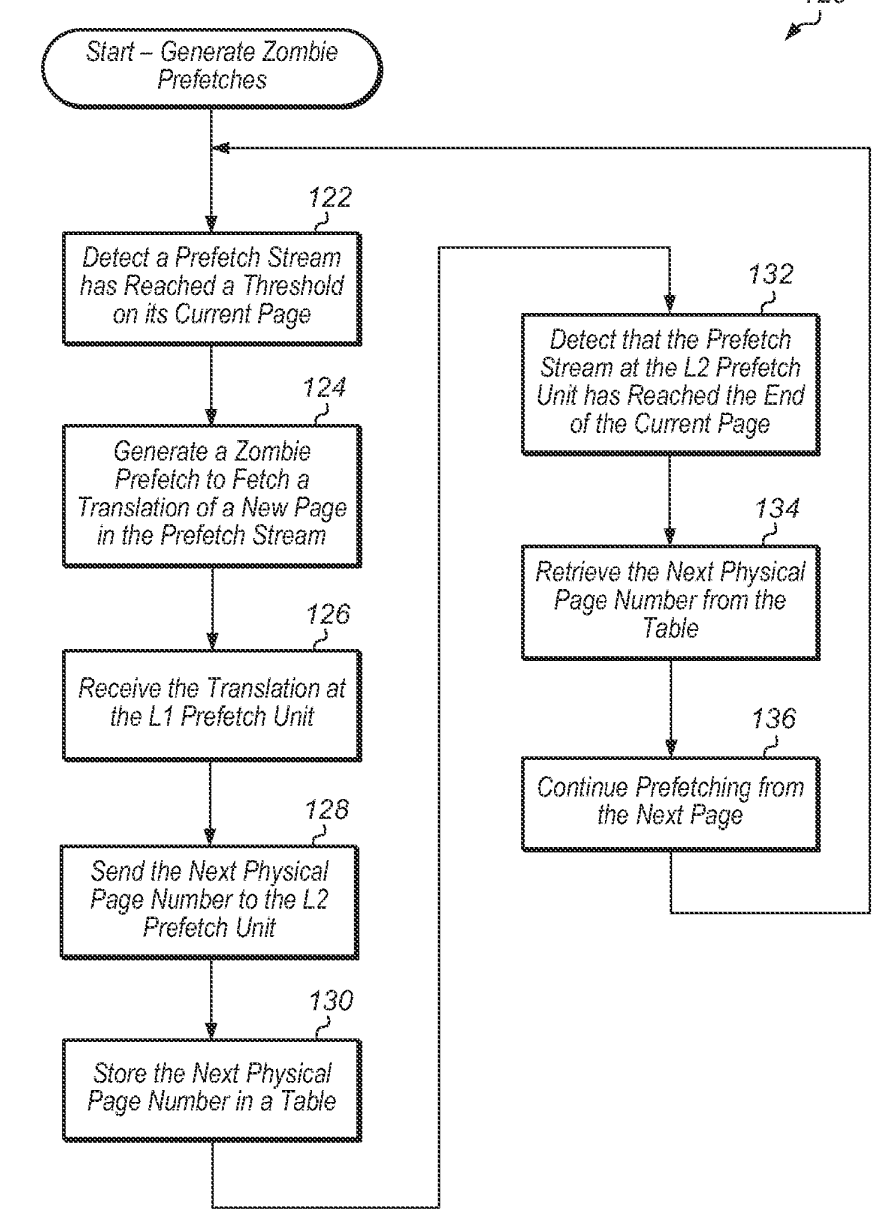 Start – Generate Zombie
Prefetches
122
Detect a Prefetch Stream
has Reached a Threshold
on its Current Page
124
Generate a Zombie
Prefetch to Fetch a
Translation of a New Page
in the Prefetch Stream
126
Receive the Translation at
the L1 Prefetch Unit
128
Send the Next Physical
Page Number to the L2
Prefetch Unit
130
Store the Next Physical
Page Number in a Table
132
Detect that the Prefetch
Stream at the L2 Prefetch
Unit has Reached the End
of the Current Page
134
Retrieve the Next Physical
Page Number from the
Table
136
Continue Prefetching from
the Next Page